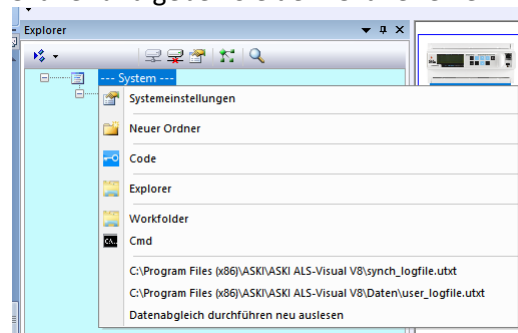 Explorer
--- System ---
Systemeinstellungen
Neuer Ordner
Code
Explorer
Workfolder
Cmd
C:\Program Files (x86)\ASKI\ASKI ALS-Visual V8\synch_logfile.utxt
C:\Program Files (x86)\ASKI\ASKI ALS-Visual V8\Daten\user_logfile.utxt
Datenabgleich durchführen neu auslesen